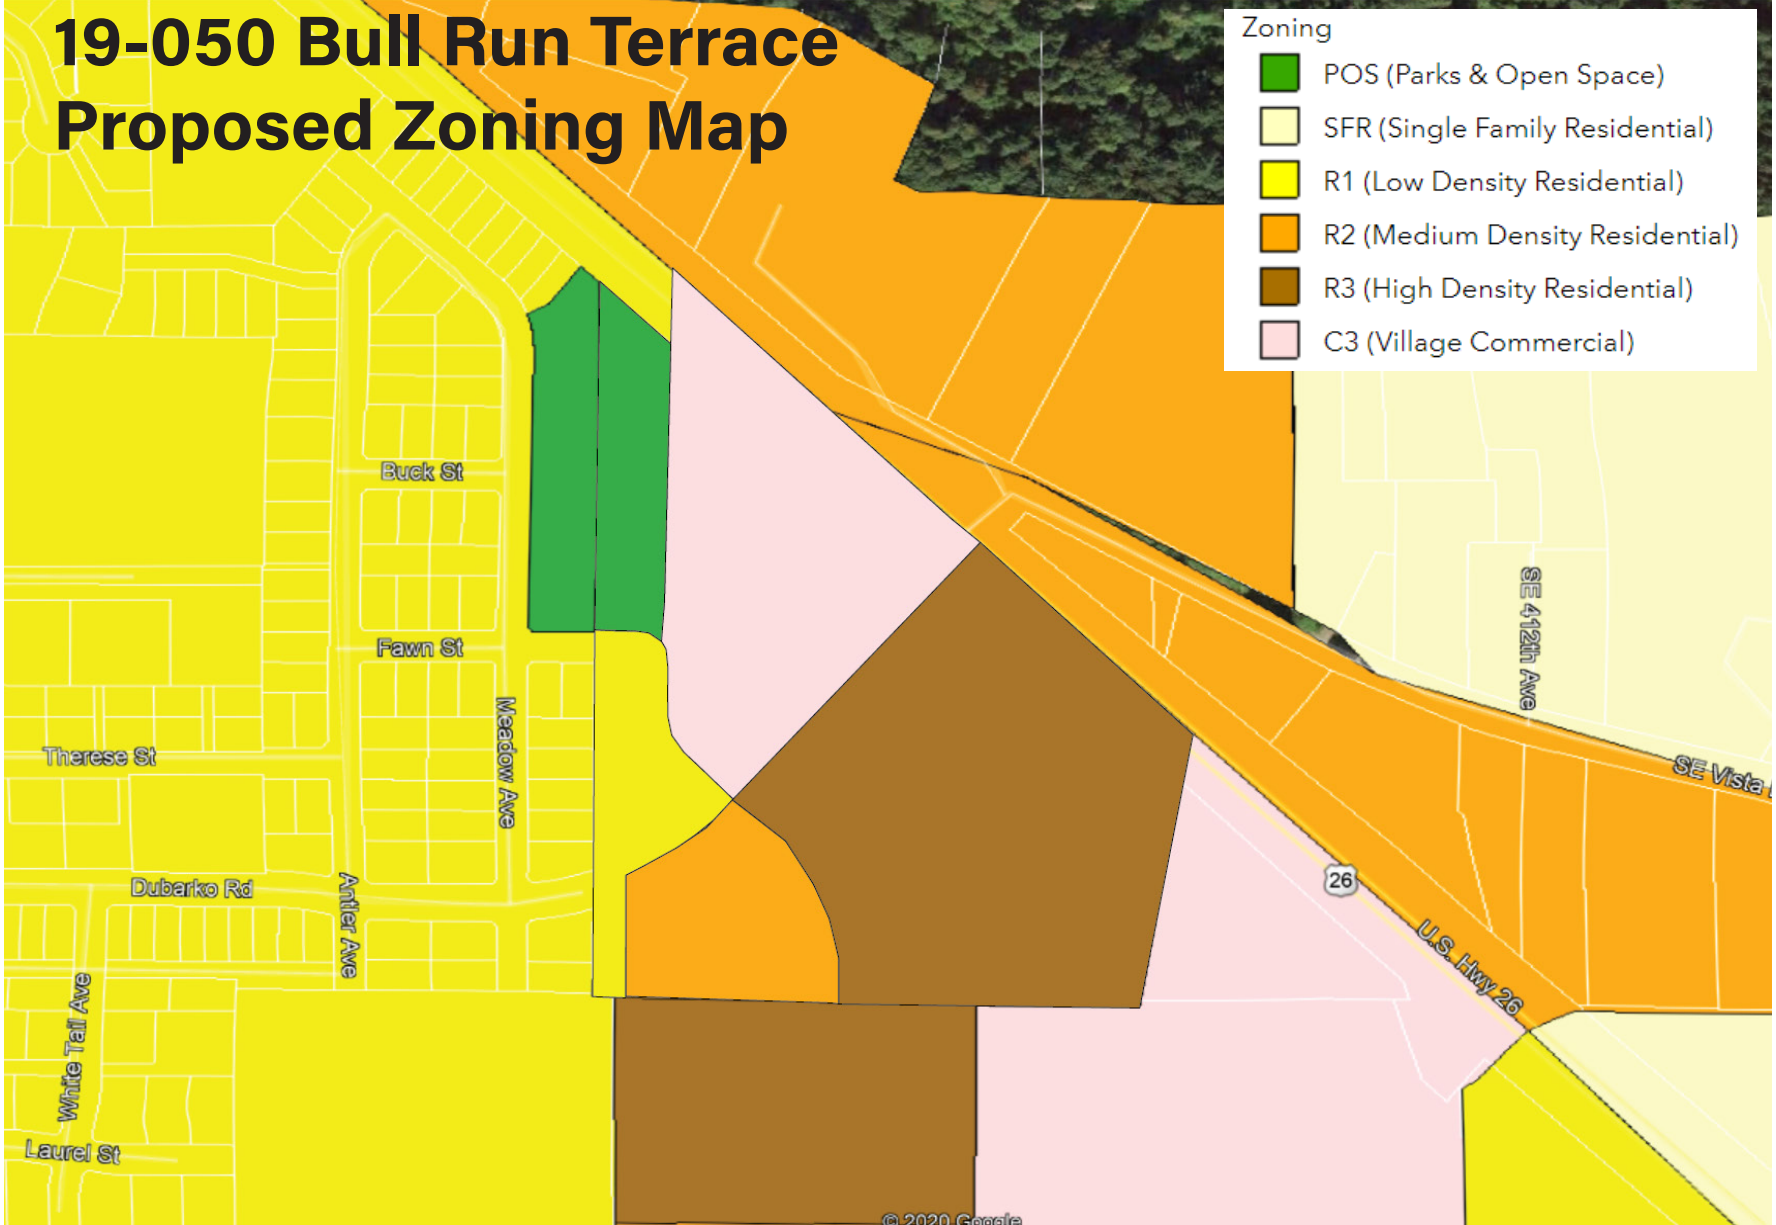 19-050 Bull Run Terrace
Proposed Zoning Map
Zoning
POS (Parks & Open Space)
SFR (Single Family Residential)
R1 (Low Density Residential)
R2 (Medium Density Residential)
R3 (High Density Residential)
C3 (Village Commercial)
Buck St
Fawn St
Meadow Ave
Therese St
Dubarko Rd
Antler Ave
White Tail Ave
Laurel St
SE 412th Ave
SE Vista
26
U.S. Hwy 26
© 2020 Google